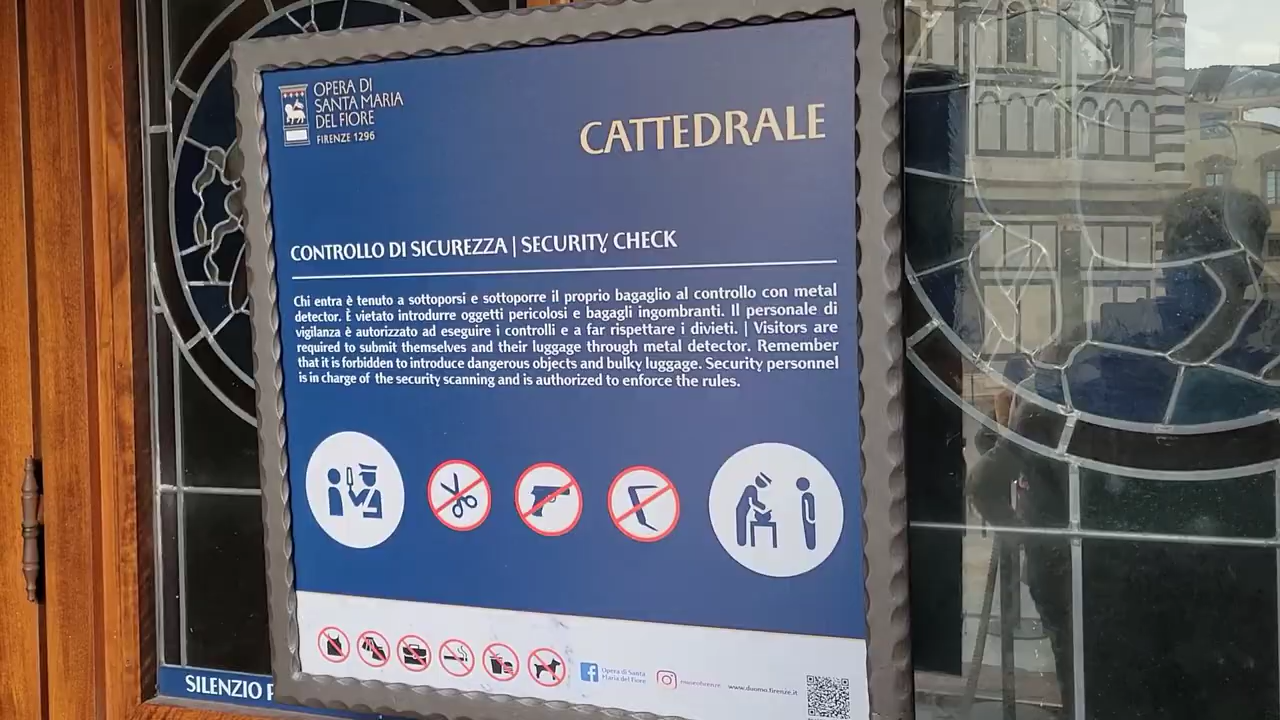 OPERA DI
SANTA MARIA
DEL FIORE
FIRENZE 1296
CATTEDRALE
CONTROLLO DI SICUREZZA | SECURITY CHECK
Chi entra è tenuto a sottoporsi e sottoporre il proprio bagaglio al controllo con metal
detector. È vietato introdurre oggetti pericolosi e bagagli ingombranti. Il personale di
vigilanza è autorizzato ad eseguire i controlli e a far rispettare i divieti. | Visitors are
required to submit themselves and their luggage through metal detector. Remember
that it is forbidden to introduce dangerous objects and bulky luggage. Security personnel
is in charge of the security scanning and is authorized to enforce the rules.
Opera di Santa
Maria del Fiore
museofirenze
www.duomo.firenze.it
SILENZIO